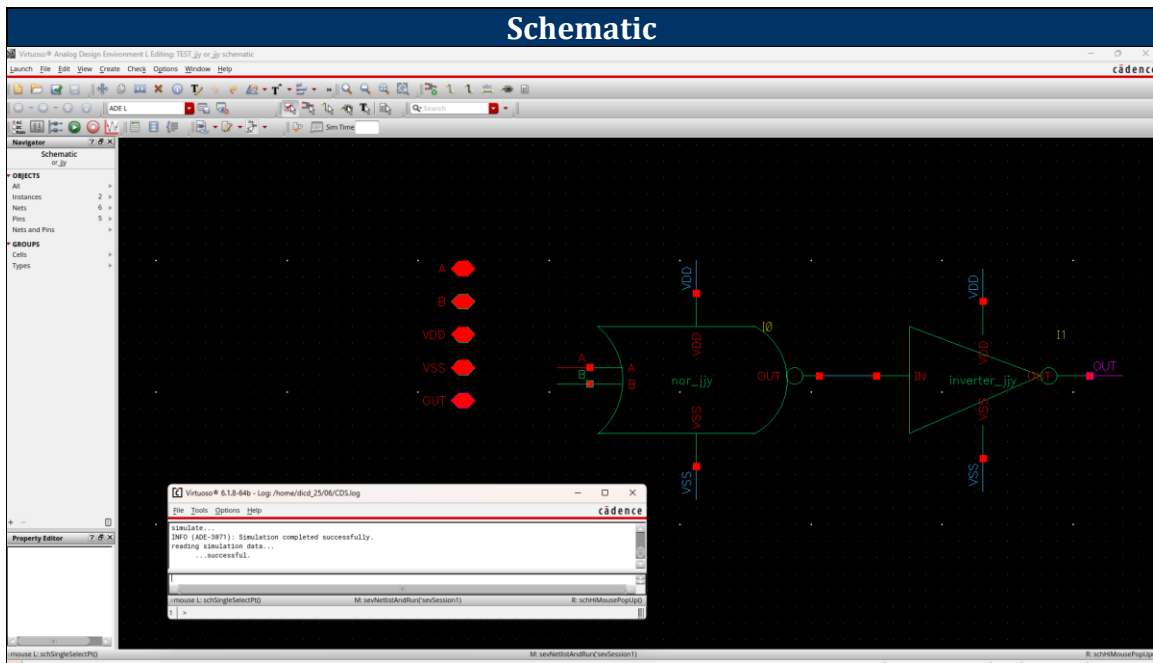 Schematic
Virtuoso® Analog Design Environment L Editing: TEST_jjy or_jjy schematic
Launch File Edit View Create Check Options Window Help
cādence
ADE L
Search
Sim Time
Navigator
Schematic
or_jjy
OBJECTS
All
Instances 2
Nets 6
Pins 5
Nets and Pins
GROUPS
Cells
Types
Property Editor
A
B
VDD
VSS
OUT
VDD
VDD
I0
A
A
B
B
nor_jjy
OUT
VSS
VSS
VDD
VDD
I1
IN
inverter_jjy
OUT
OUT
VSS
VSS
Virtuoso® 6.1.8-64b - Log: /home/dicd_25/06/CDS.log
File Tools Options Help
cādence
simulate...
INFO (ADE-3071): Simulation completed successfully.
reading simulation data...
...successful.
mouse L: schSingleSelectPt() M: sevNetlistAndRun('sevSession1) R: schHiMousePopUp()
1 >
mouse L: schSingleSelectPt() M: sevNetlistAndRun('sevSession1) R: schHiMousePopUp(